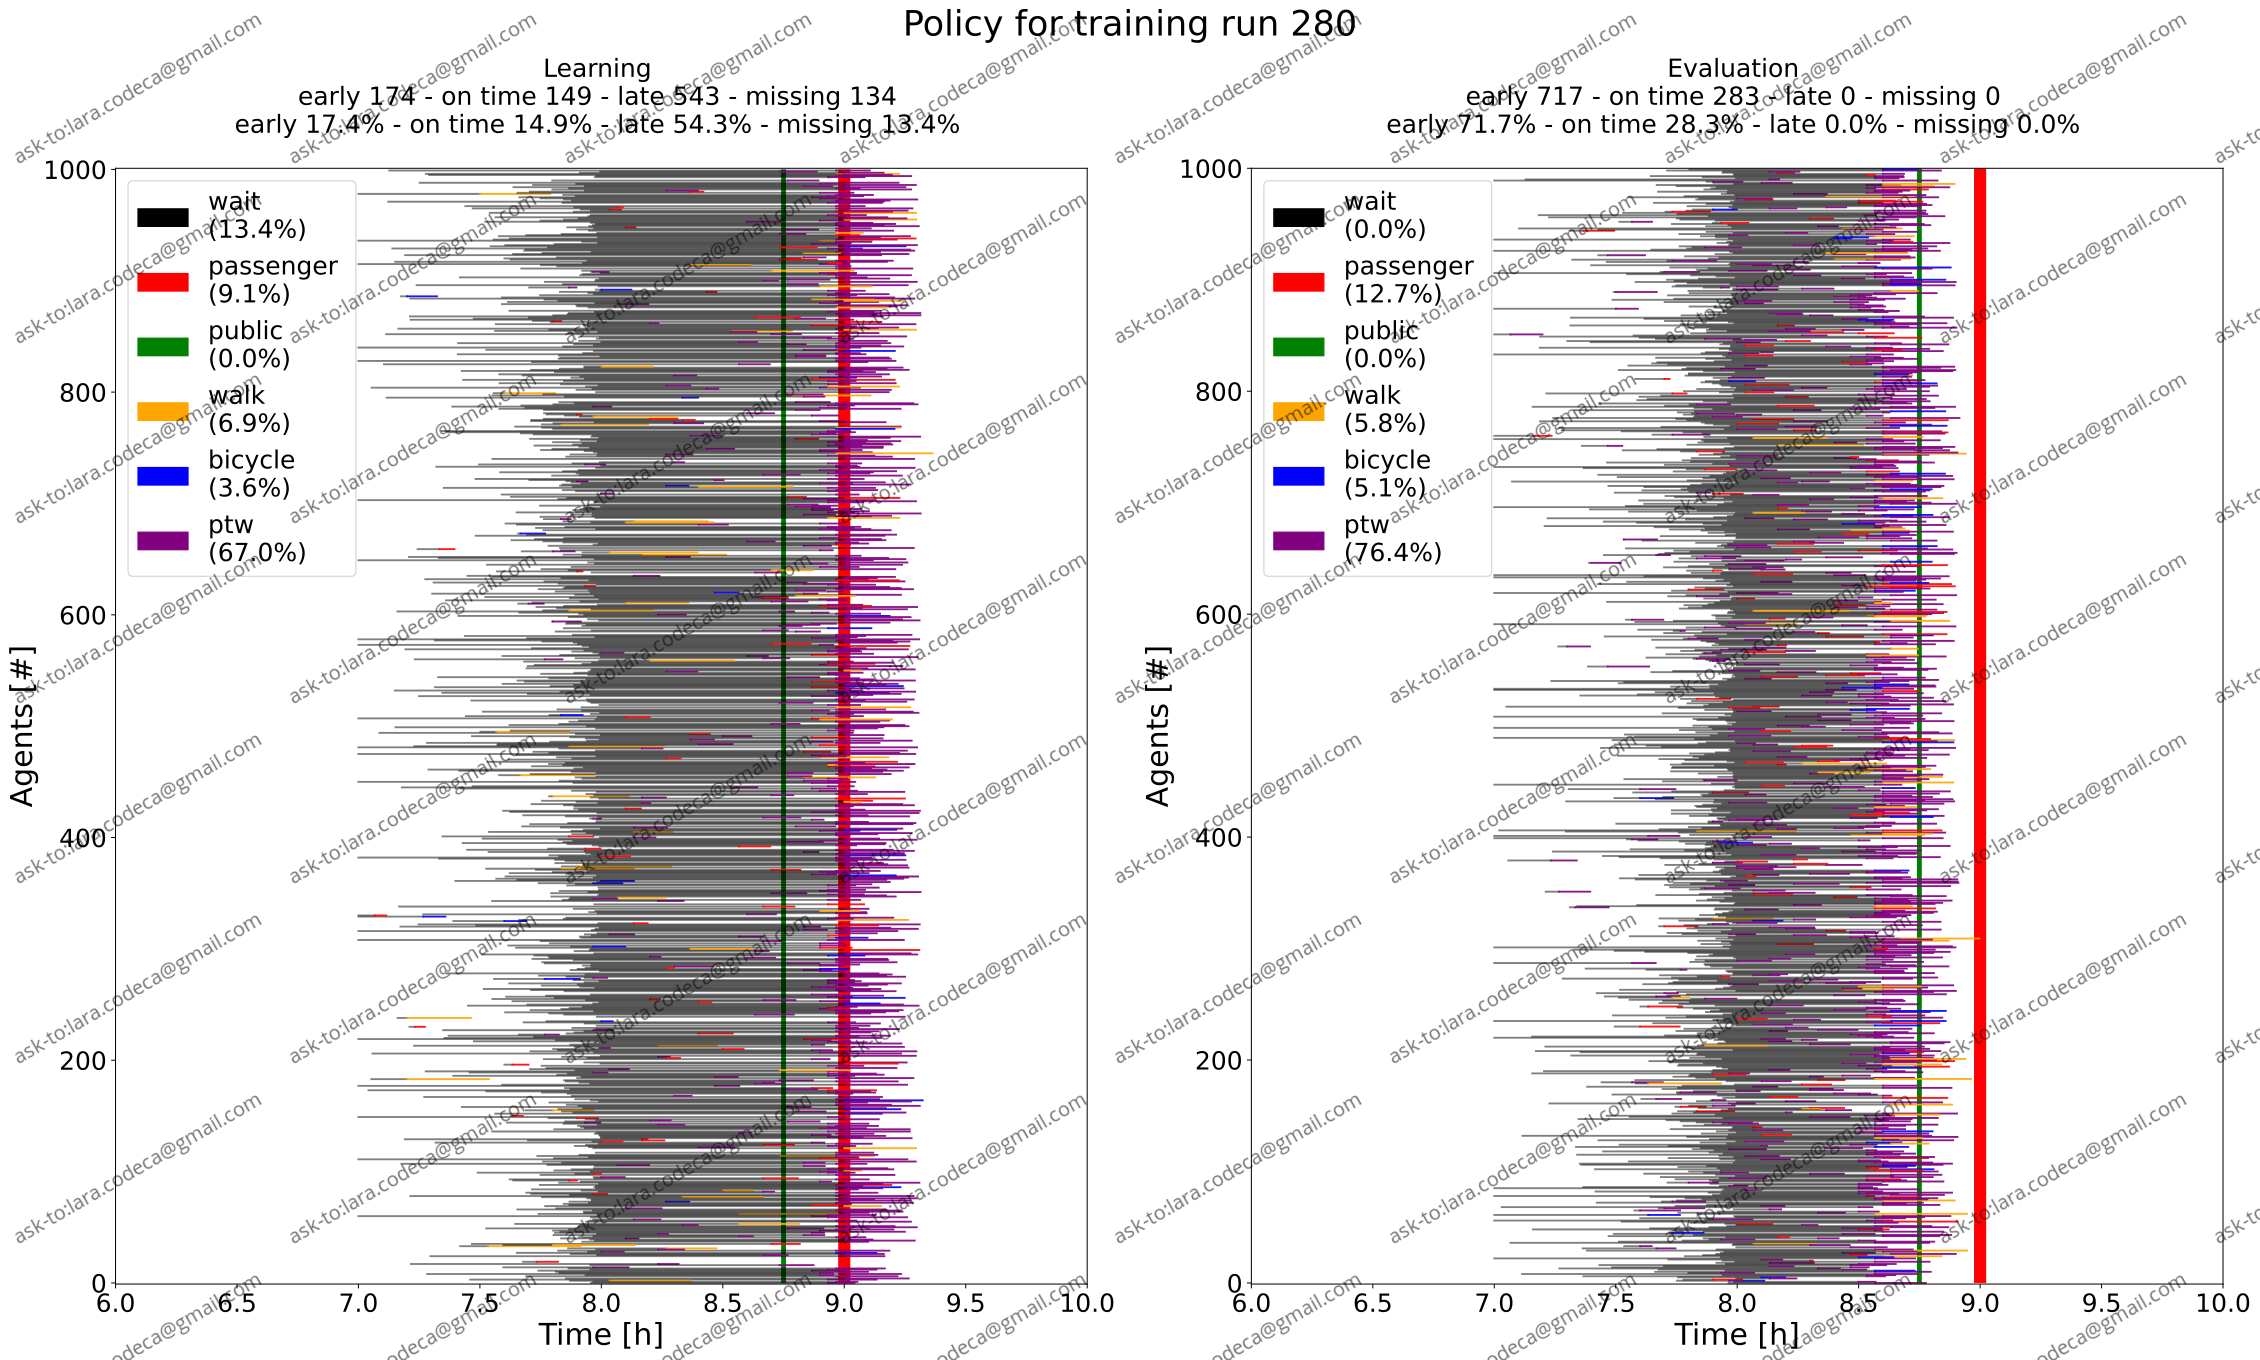 Policy for training run 280
Learning
early 174 - on time 149 - late 543 - missing 134
early 17.4% - on time 14.9% - late 54.3% - missing 13.4%
1000
800
600
400
200
0
Agents [#]
wait
(13.4%)
passenger
(9.1%)
public
(0.0%)
walk
(6.9%)
bicycle
(3.6%)
ptw
(67.0%)
6.0 6.5 7.0 7.5 8.0 8.5 9.0 9.5 10.0
Time [h]
Evaluation
early 717 - on time 283 - late 0 - missing 0
early 71.7% - on time 28.3% - late 0.0% - missing 0.0%
1000
800
600
400
200
0
Agents [#]
wait
(0.0%)
passenger
(12.7%)
public
(0.0%)
walk
(5.8%)
bicycle
(5.1%)
ptw
(76.4%)
6.0 6.5 7.0 7.5 8.0 8.5 9.0 9.5 10.0
Time [h]
ask-to:lara.codeca@gmail.com